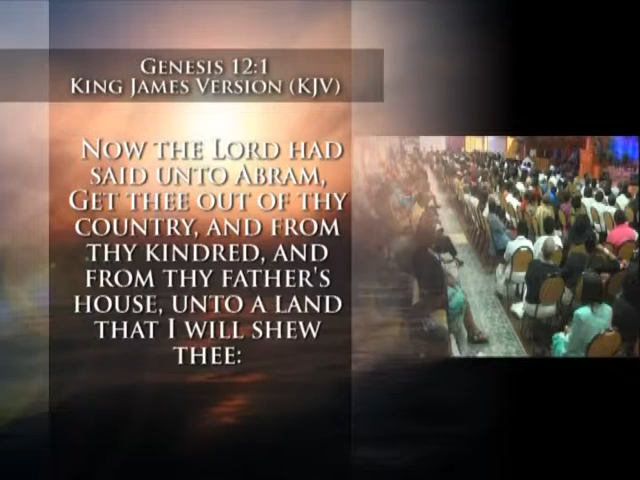 Genesis 12:1
King James Version (KJV)
Now the Lord had
said unto Abram,
Get thee out of thy
country, and from
thy kindred, and
from thy father's
house, unto a land
that I will shew
thee: